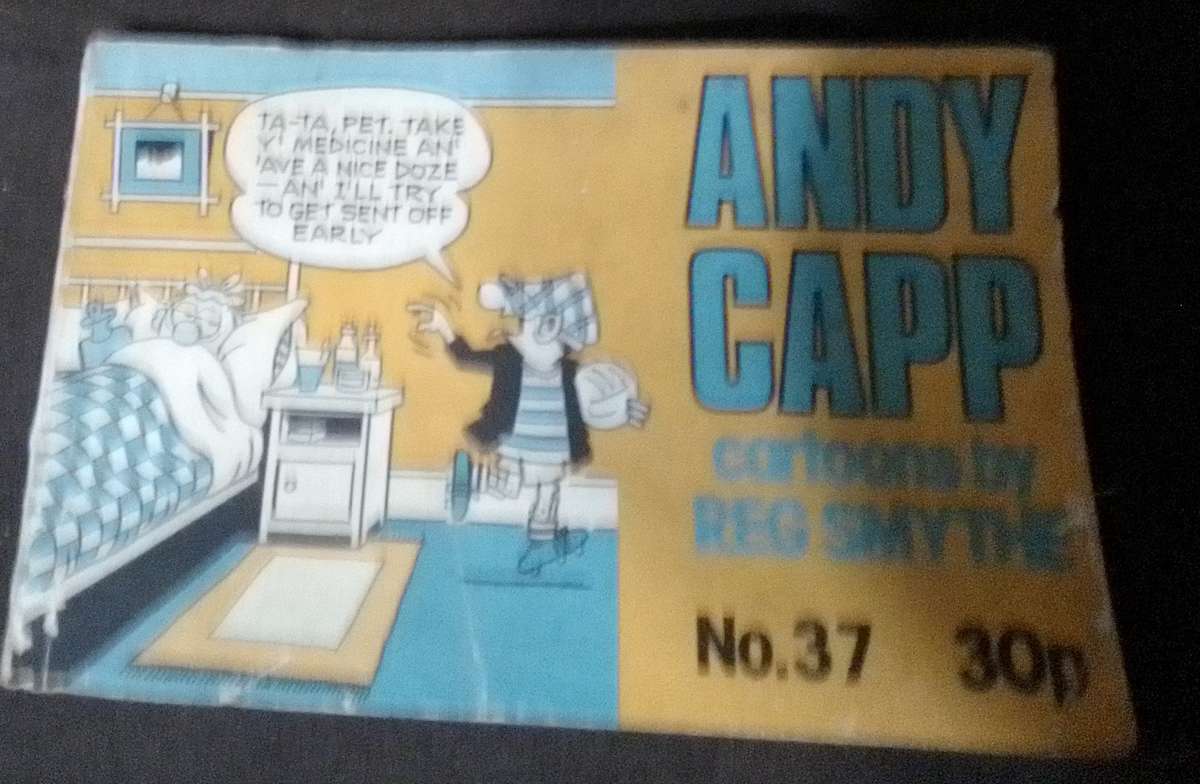 TA-TA, PET. TAKE
Y' MEDICINE AN'
'AVE A NICE DOZE
—AN' I'LL TRY
TO GET SENT OFF
EARLY
ANDY
CAPP
cartoons by
REG SMYTHE
No.37 30p